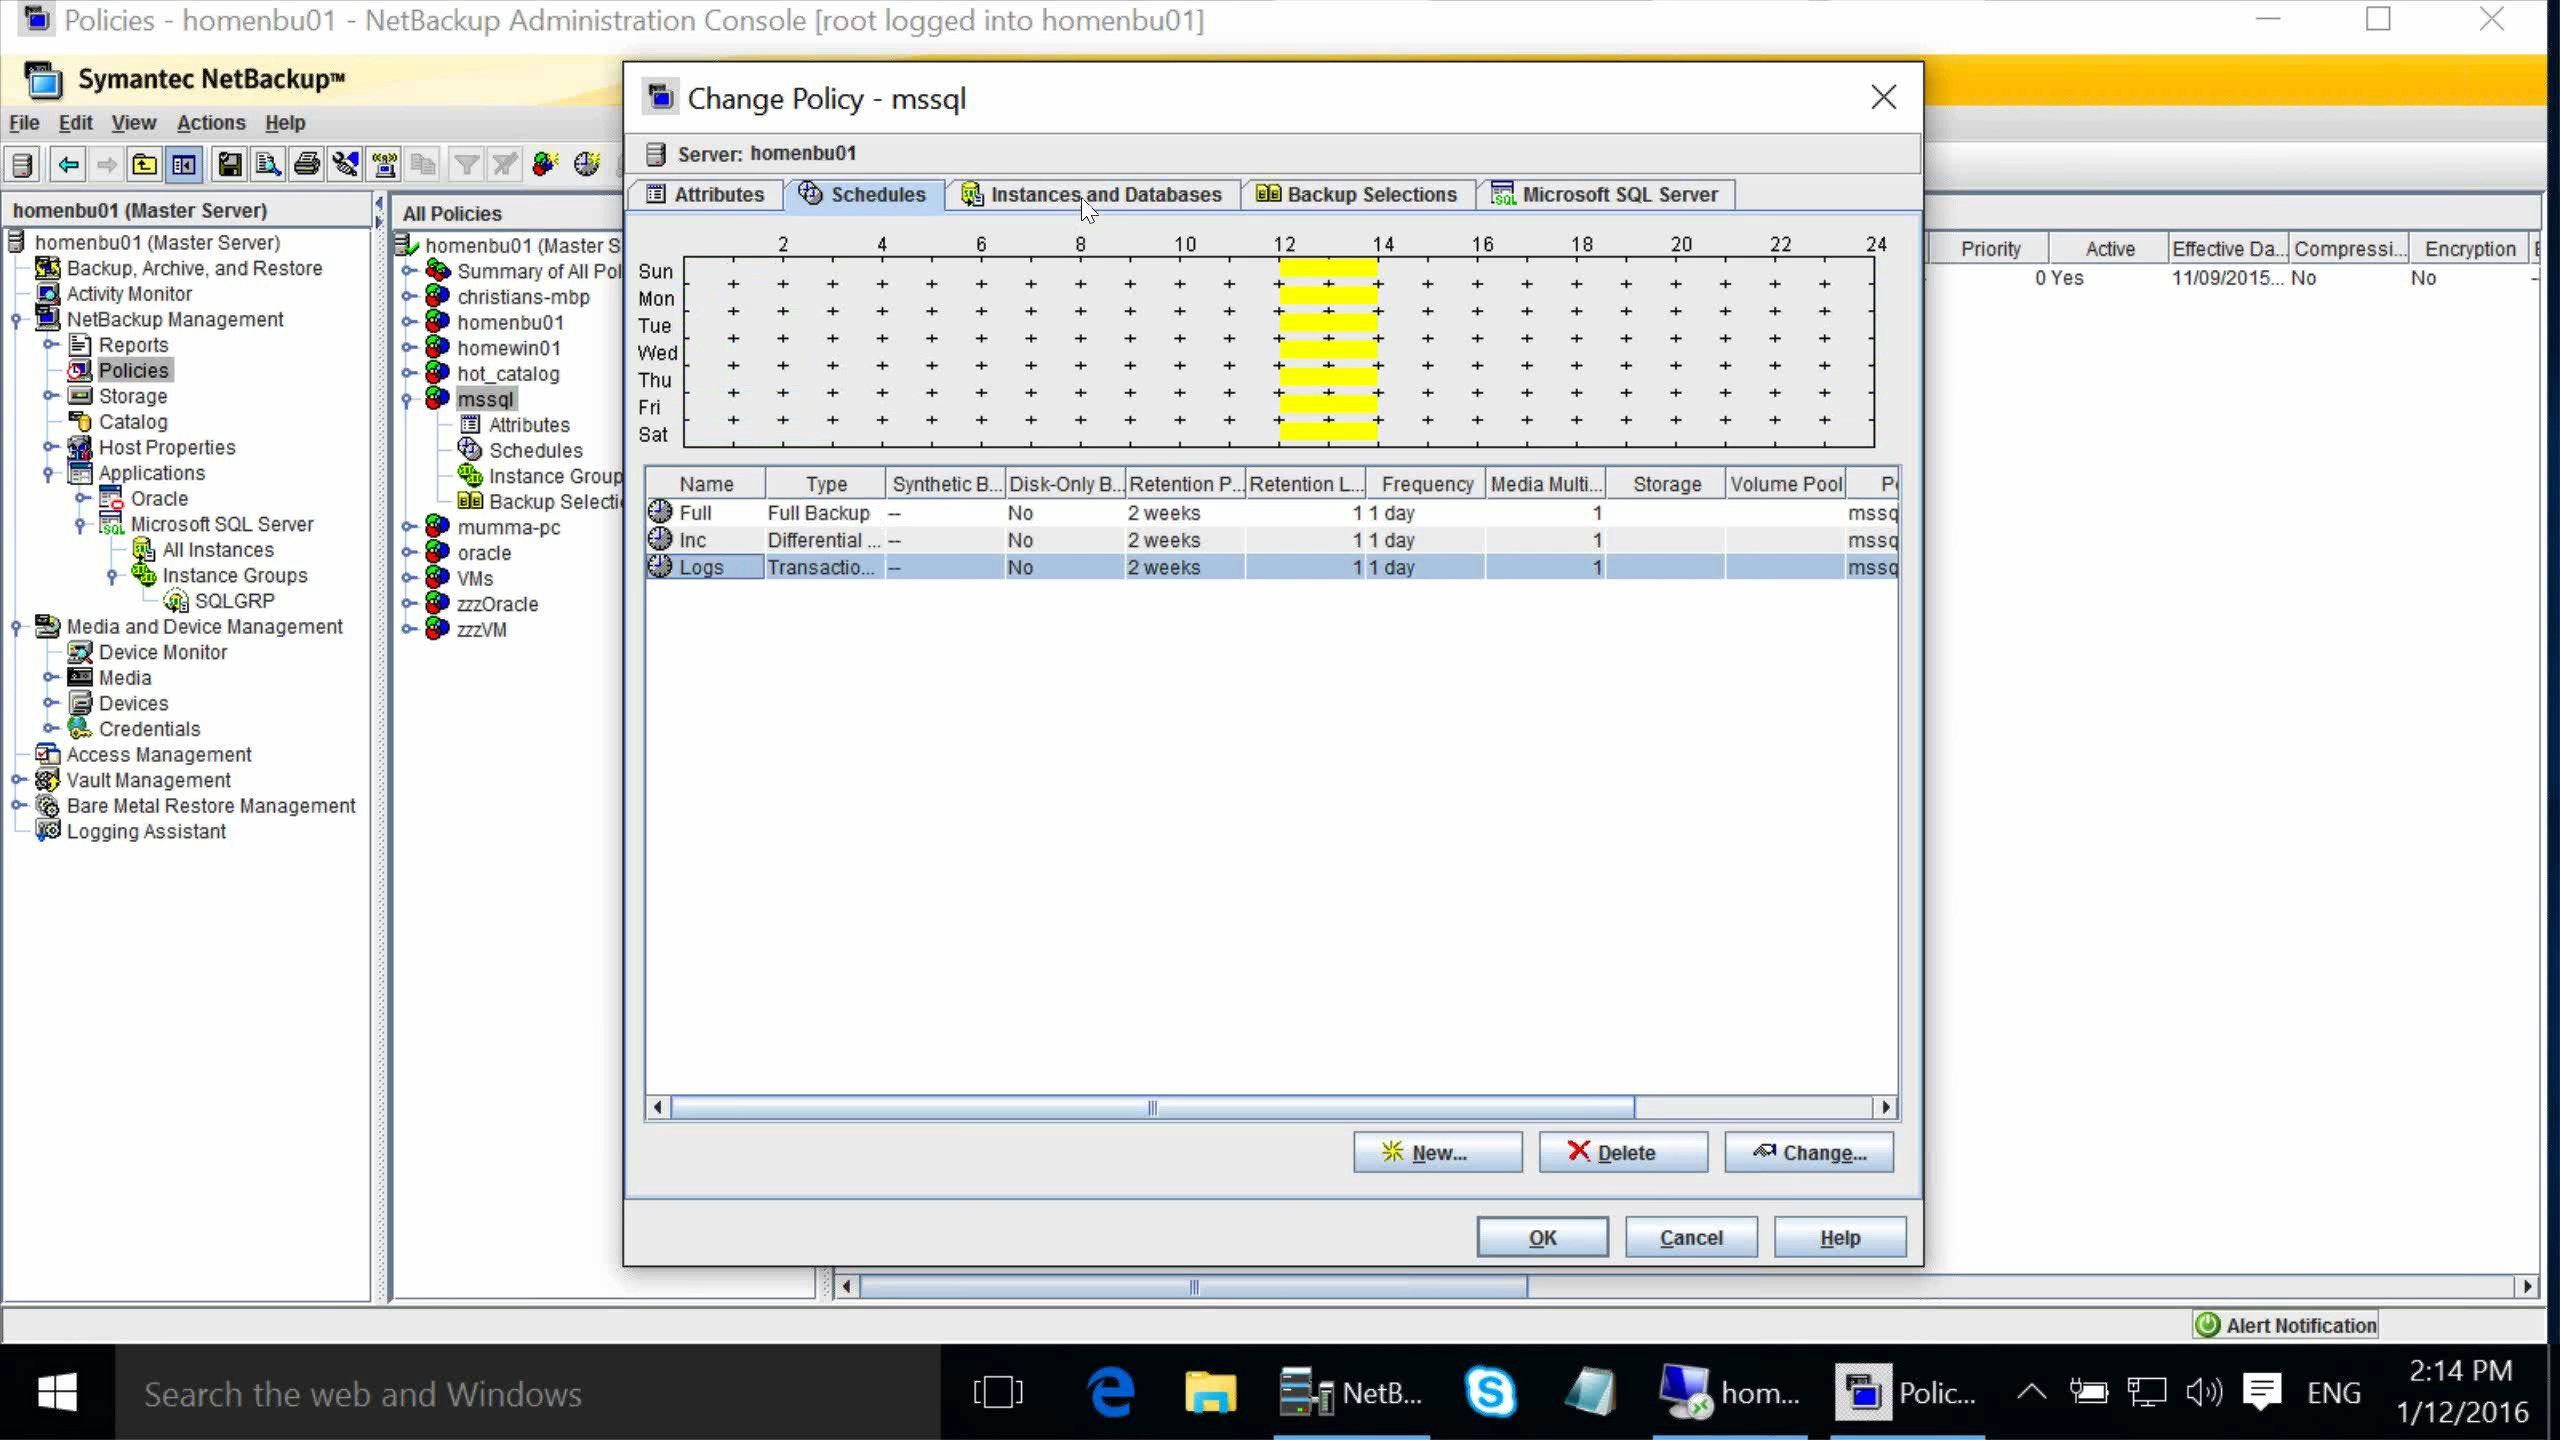 Policies - homenbu01 - NetBackup Administration Console [root logged into homenbu01]
Symantec NetBackup™
File Edit View Actions Help
homenbu01 (Master Server)
homenbu01 (Master Server)
Backup, Archive, and Restore
Activity Monitor
NetBackup Management
Reports
Policies
Storage
Catalog
Host Properties
Applications
Oracle
Microsoft SQL Server
All Instances
Instance Groups
SQLGRP
Media and Device Management
Device Monitor
Media
Devices
Credentials
Access Management
Vault Management
Bare Metal Restore Management
Logging Assistant
All Policies
homenbu01 (Master S
Summary of All Pol
christians-mbp
homenbu01
homewin01
hot_catalog
mssql
Attributes
Schedules
Instance Group
Backup Selecti
mumma-pc
oracle
VMs
zzzOracle
zzzVM
Change Policy - mssql
Server: homenbu01
Attributes Schedules Instances and Databases Backup Selections Microsoft SQL Server
2 4 6 8 10 12 14 16 18 20 22 24
Sun
Mon
Tue
Wed
Thu
Fri
Sat
Name Type Synthetic B... Disk-Only B... Retention P... Retention L... Frequency Media Multi... Storage Volume Pool Po
Full Full Backup -- No 2 weeks 1 1 day 1 mssq
Inc Differential ... -- No 2 weeks 1 1 day 1 mssq
Logs Transactio... -- No 2 weeks 1 1 day 1 mssq
New... Delete Change...
OK Cancel Help
Priority Active Effective Da... Compressi... Encryption
0 Yes 11/09/2015... No No
Alert Notification
Search the web and Windows
NetB...
hom...
Polic...
ENG
2:14 PM
1/12/2016